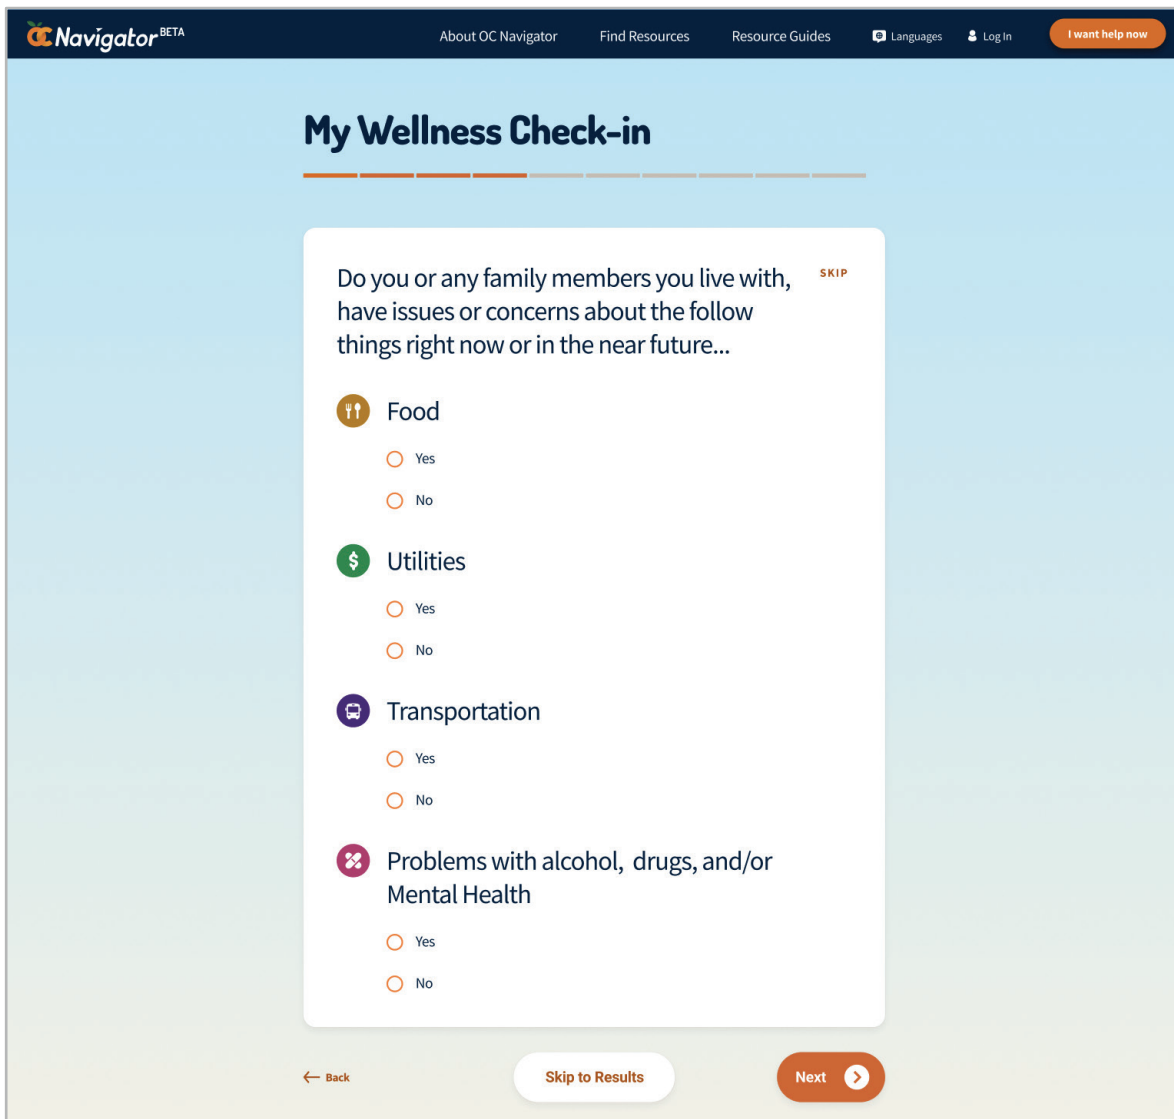 OC Navigator BETA
About OC Navigator Find Resources Resource Guides Languages Log In I want help now
My Wellness Check-in
Do you or any family members you live with, SKIP
have issues or concerns about the follow
things right now or in the near future...
Food
Yes
No
Utilities
Yes
No
Transportation
Yes
No
Problems with alcohol, drugs, and/or
Mental Health
Yes
No
Back Skip to Results Next